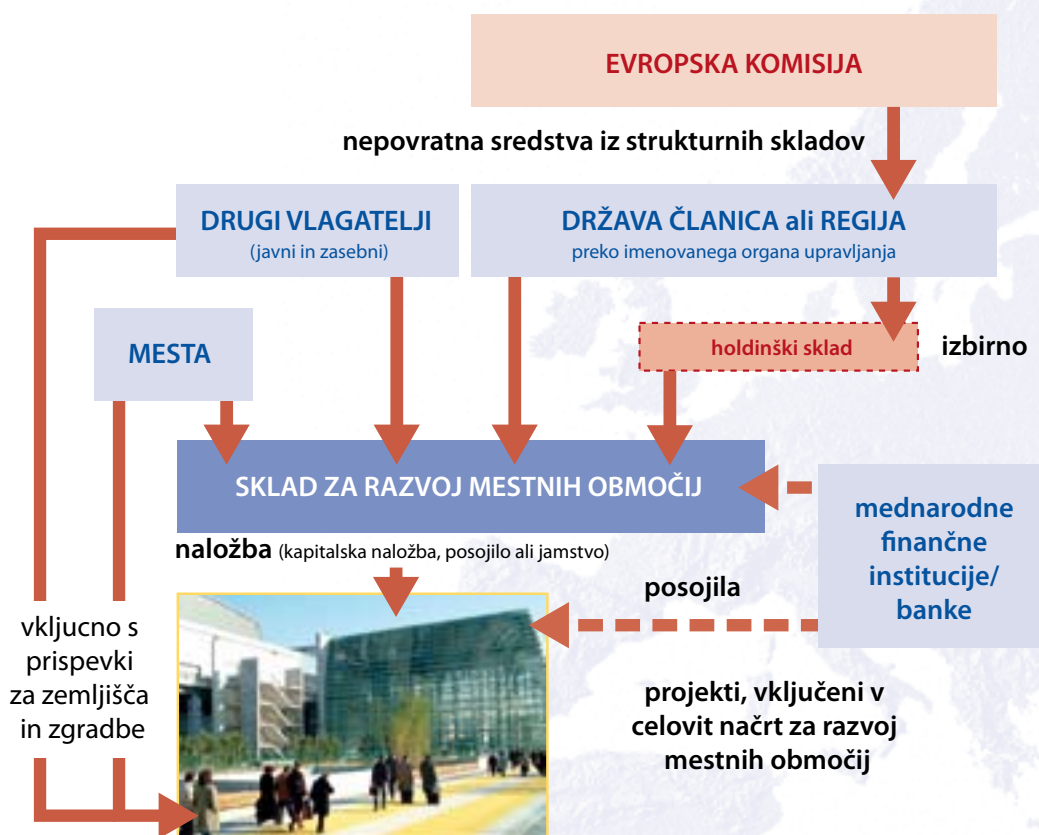 EVROPSKA KOMISIJA
nepovratna sredstva iz strukturnih skladov
DRUGI VLAGATELJI
(javni in zasebni)
DRŽAVA ČLANICA ali REGIJA
preko imenovanega organa upravljanja
MESTA
holdinški sklad
izbirno
SKLAD ZA RAZVOJ MESTNIH OBMOČIJ
naložba (kapitalska naložba, posojilo ali jamstvo)
mednarodne
finančne
institucije/
banke
posojila
vkljucno s
prispevki
za zemljišča
in zgradbe
projekti, vključeni v
celovit načrt za razvoj
mestnih območij